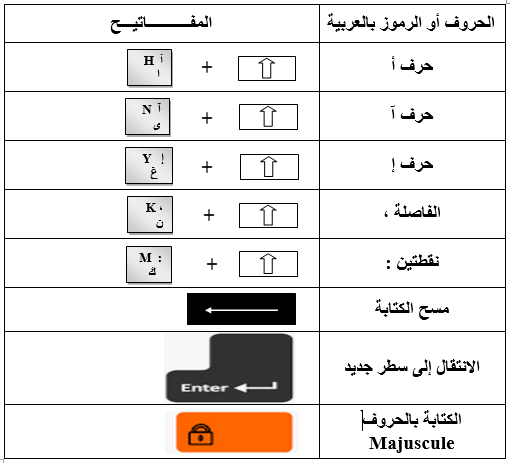 الحروف أو الرموز بالعربية المفـــــــــاتيـــح
حرف أ + H أ
ا
حرف آ + N آ
ى
حرف إ + Y إ
غ
الفاصلة ، + K ،
ن
نقطتين : + M :
ك
مسح الكتابة
الانتقال إلى سطر جديد Enter
الكتابة بالحروف
Majuscule